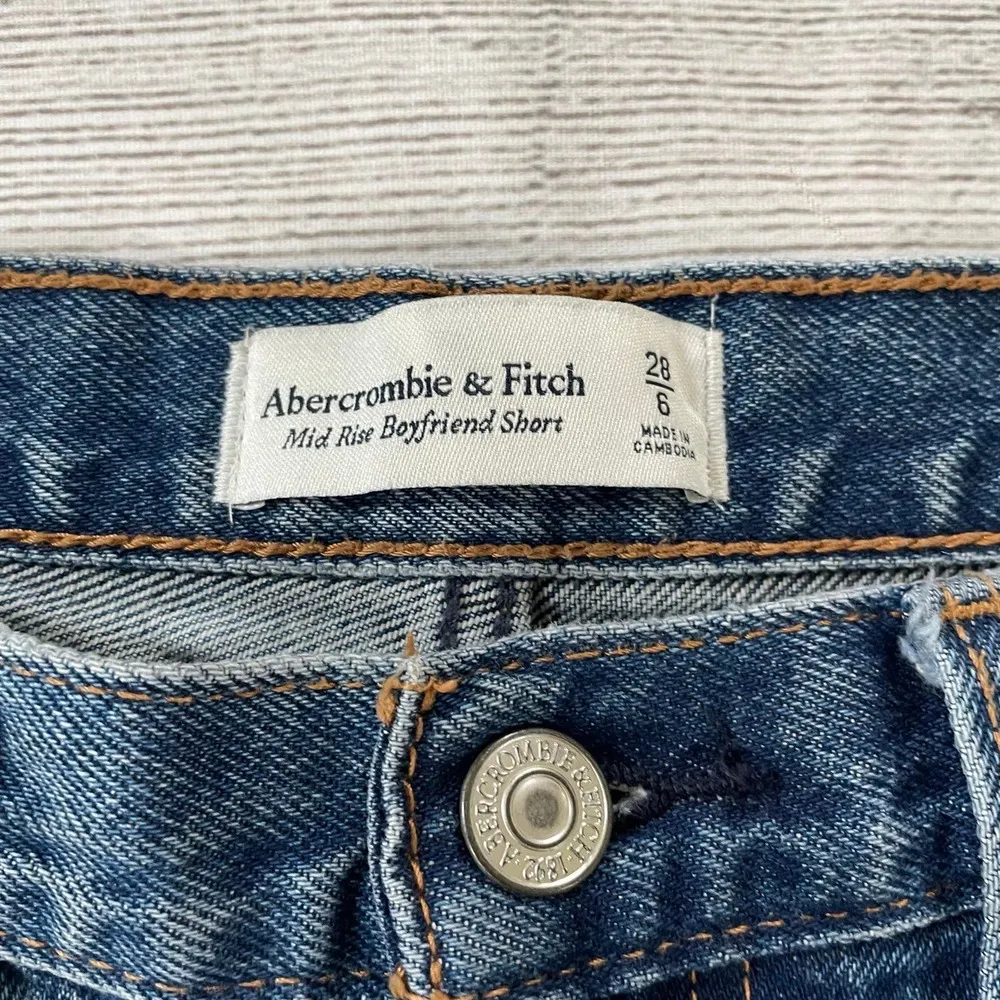 Abercrombie & Fitch
Mid Rise Boyfriend Short
28
6
MADE IN
CAMBODIA
ABERCROMBIE & FITCH · 1892 ·